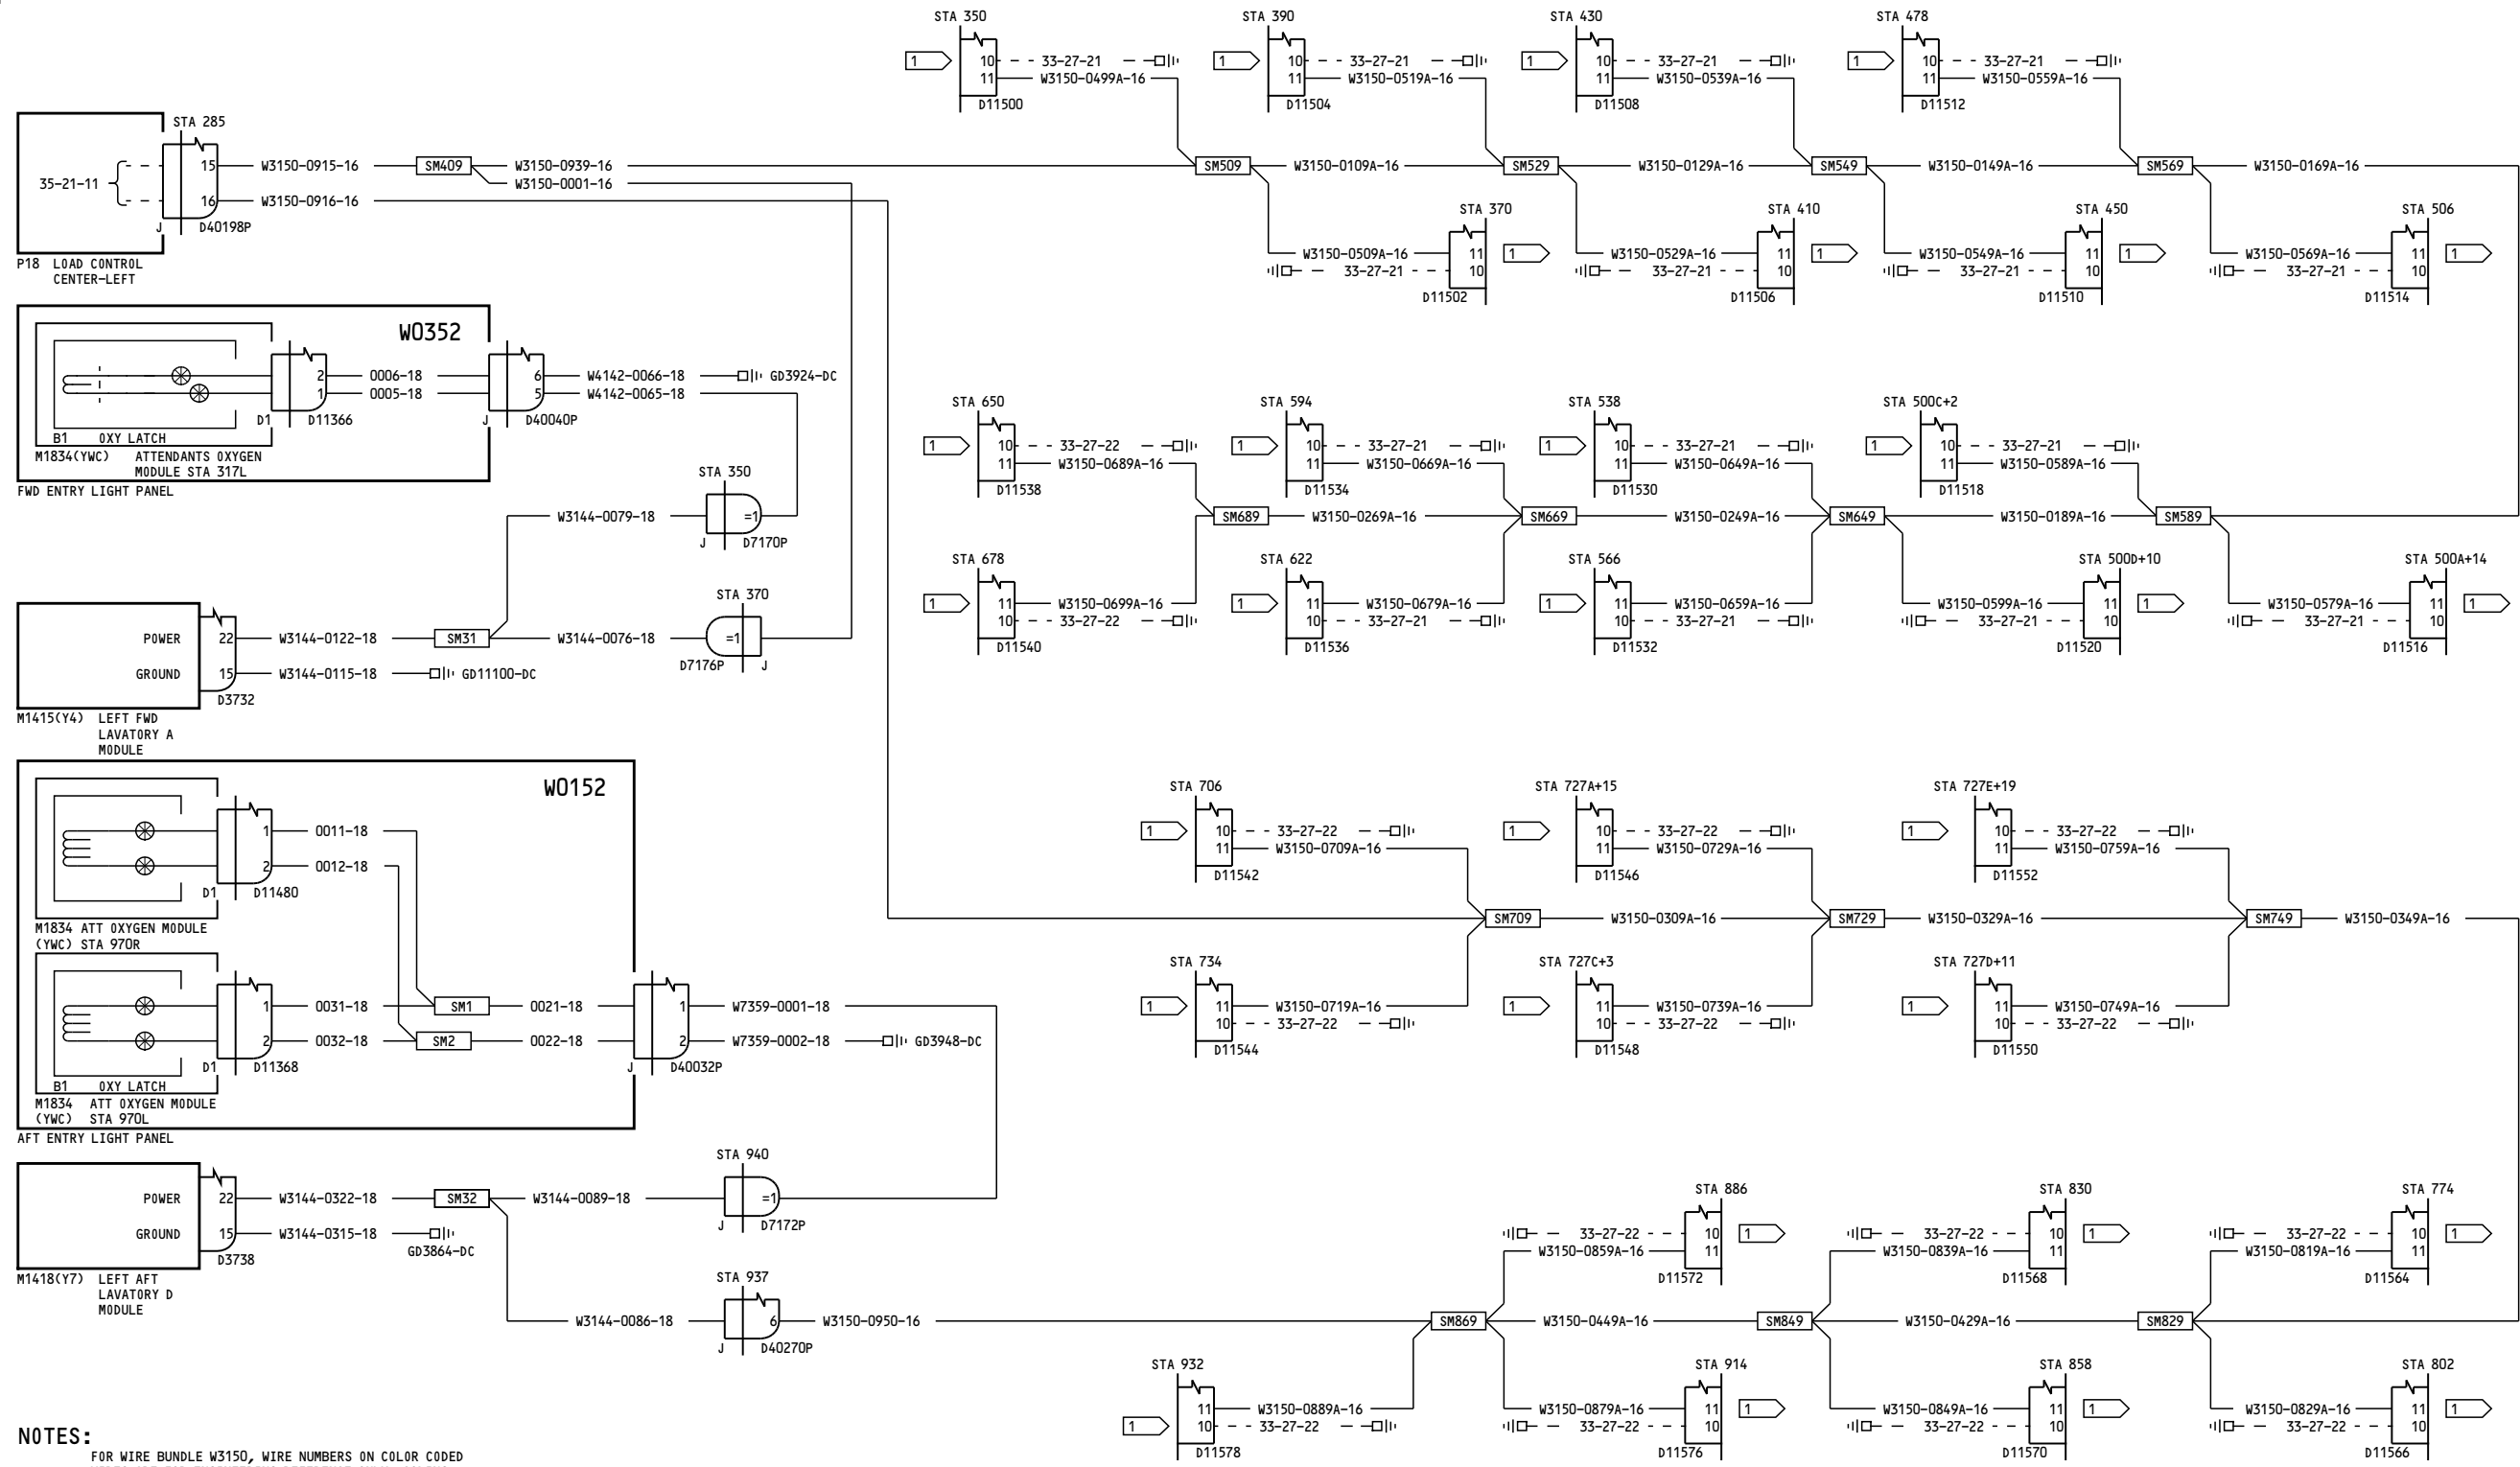 STA 350
STA 390
STA 430
STA 478
1
10
33-27-21
11
W3150-0499A-16
D11500
1
10
33-27-21
11
W3150-0519A-16
D11504
1
10
33-27-21
11
W3150-0539A-16
D11508
1
10
33-27-21
11
W3150-0559A-16
D11512
STA 285
35-21-11
15
W3150-0915-16
SM409
W3150-0939-16
W3150-0001-16
16
W3150-0916-16
J
D40198P
P18 LOAD CONTROL
CENTER-LEFT
SM509
W3150-0109A-16
SM529
W3150-0129A-16
SM549
W3150-0149A-16
SM569
W3150-0169A-16
STA 370
STA 410
STA 450
STA 506
W3150-0509A-16
11
1
33-27-21
10
D11502
W3150-0529A-16
11
1
33-27-21
10
D11506
W3150-0549A-16
11
1
33-27-21
10
D11510
W3150-0569A-16
11
1
33-27-21
10
D11514
W0352
2
0006-18
6
W4142-0066-18
GD3924-DC
1
0005-18
5
W4142-0065-18
D1
D11366
J
D40040P
B1 OXY LATCH
M1834(YWC) ATTENDANTS OXYGEN
MODULE STA 317L
FWD ENTRY LIGHT PANEL
STA 350
W3144-0079-18
=1
J
D7170P
STA 370
POWER
22
W3144-0122-18
SM31
W3144-0076-18
=1
D7176P
J
GROUND
15
W3144-0115-18
GD11100-DC
D3732
M1415(Y4) LEFT FWD
LAVATORY A
MODULE
STA 650
STA 594
STA 538
STA 500C+2
1
10
33-27-22
11
W3150-0689A-16
D11538
1
10
33-27-21
11
W3150-0669A-16
D11534
1
10
33-27-21
11
W3150-0649A-16
D11530
1
10
33-27-21
11
W3150-0589A-16
D11518
SM689
W3150-0269A-16
SM669
W3150-0249A-16
SM649
W3150-0189A-16
SM589
STA 678
STA 622
STA 566
STA 500D+10
STA 500A+14
1
11
W3150-0699A-16
10
33-27-22
D11540
1
11
W3150-0679A-16
10
33-27-21
D11536
1
11
W3150-0659A-16
10
33-27-21
D11532
W3150-0599A-16
11
1
33-27-21
10
D11520
W3150-0579A-16
11
1
33-27-21
10
D11516
W0152
1
0011-18
2
0012-18
D1
D11480
M1834 ATT OXYGEN MODULE
(YWC) STA 970R
1
0031-18
SM1
0021-18
1
W7359-0001-18
2
0032-18
SM2
0022-18
2
W7359-0002-18
GD3948-DC
D1
D11368
J
D40032P
B1 OXY LATCH
M1834 ATT OXYGEN MODULE
(YWC) STA 970L
AFT ENTRY LIGHT PANEL
STA 706
STA 727A+15
STA 727E+19
1
10
33-27-22
11
W3150-0709A-16
D11542
1
10
33-27-22
11
W3150-0729A-16
D11546
1
10
33-27-22
11
W3150-0759A-16
D11552
SM709
W3150-0309A-16
SM729
W3150-0329A-16
SM749
W3150-0349A-16
STA 734
STA 727C+3
STA 727D+11
1
11
W3150-0719A-16
10
33-27-22
D11544
1
11
W3150-0739A-16
10
33-27-22
D11548
1
11
W3150-0749A-16
10
33-27-22
D11550
STA 940
POWER
22
W3144-0322-18
SM32
W3144-0089-18
=1
J
D7172P
GROUND
15
W3144-0315-18
GD3864-DC
D3738
M1418(Y7) LEFT AFT
LAVATORY D
MODULE
STA 937
W3144-0086-18
6
W3150-0950-16
J
D40270P
STA 886
STA 830
STA 774
33-27-22
10
1
W3150-0859A-16
11
D11572
33-27-22
10
1
W3150-0839A-16
11
D11568
33-27-22
10
1
W3150-0819A-16
11
D11564
SM869
W3150-0449A-16
SM849
W3150-0429A-16
SM829
STA 932
STA 914
STA 858
STA 802
11
W3150-0889A-16
1
10
33-27-22
D11578
W3150-0879A-16
11
1
33-27-22
10
D11576
W3150-0849A-16
11
1
33-27-22
10
D11570
W3150-0829A-16
11
1
33-27-22
10
D11566
NOTES:
FOR WIRE BUNDLE W3150, WIRE NUMBERS ON COLOR CODED